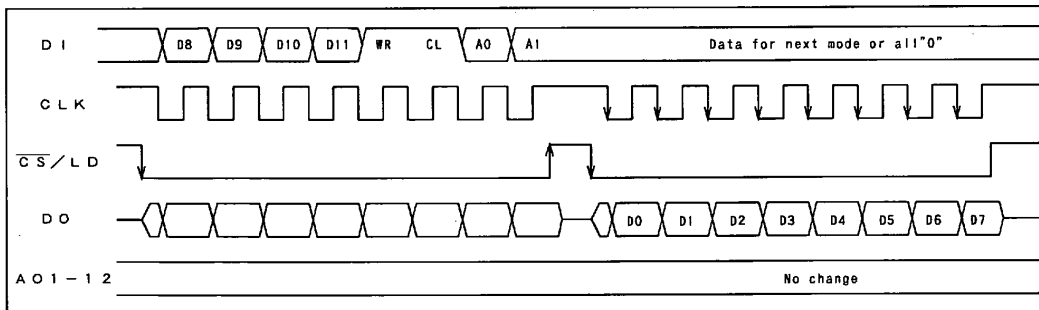 DI D8 D9 D10 D11 WR CL A0 A1 Data for next mode or all"0"
CLK
CS/LD
DO D0 D1 D2 D3 D4 D5 D6 D7
AO1-12 No change